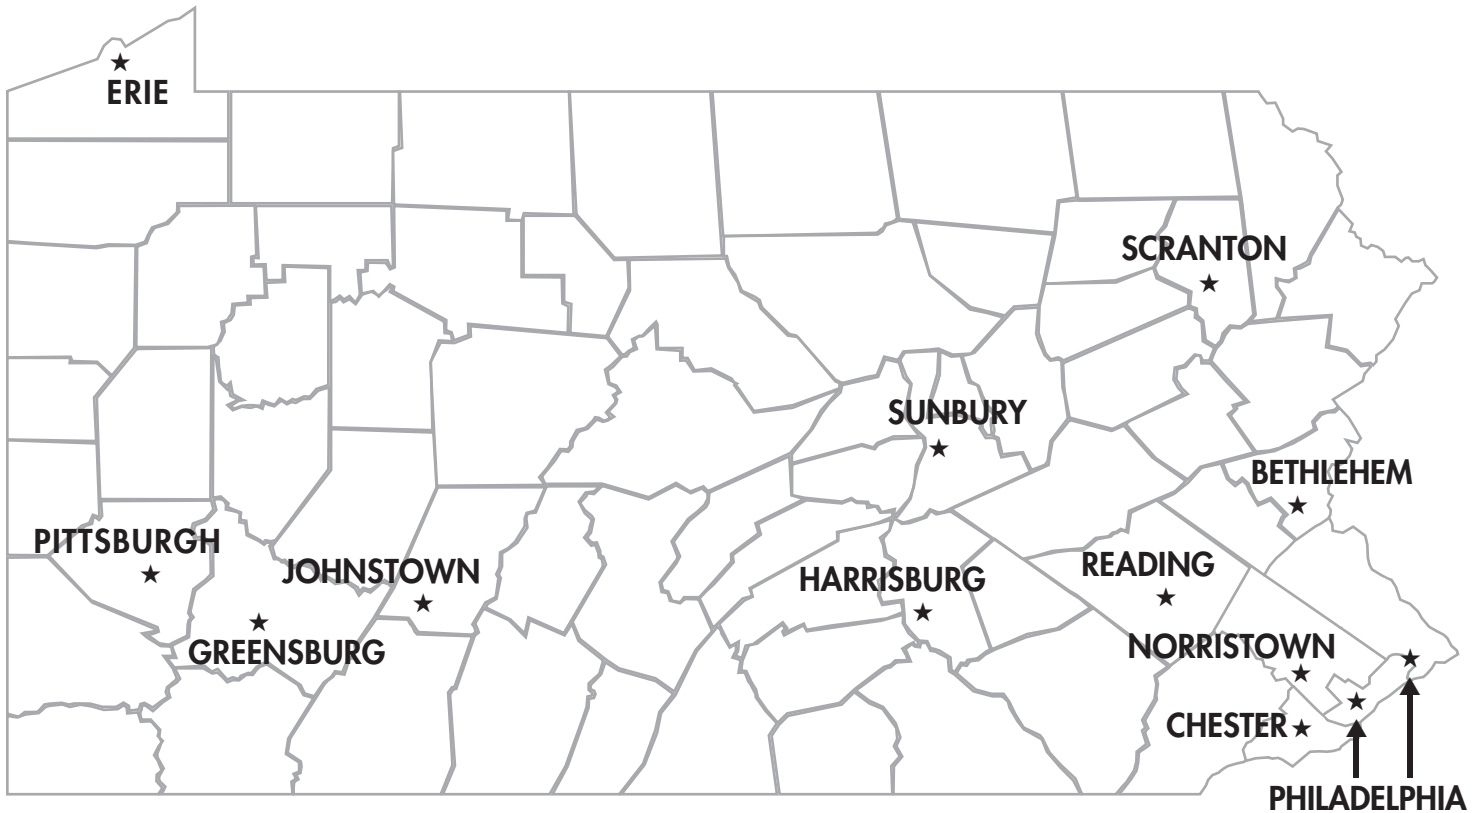 ERIE
SCRANTON
SUNBURY
BETHLEHEM
PITTSBURGH
JOHNSTOWN
HARRISBURG
READING
GREENSBURG
NORRISTOWN
CHESTER
PHILADELPHIA